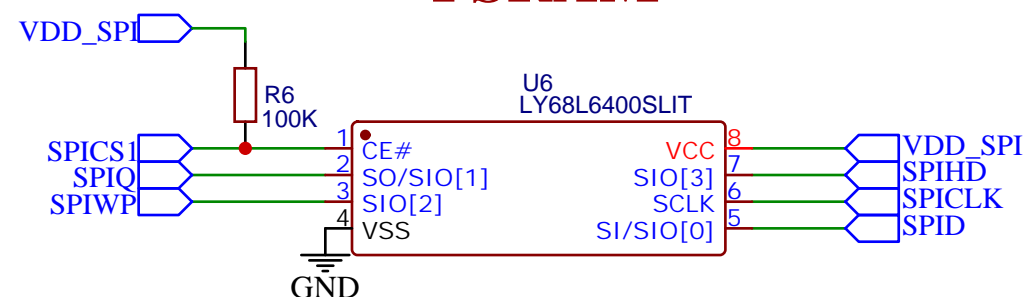 VDD_SPI
R6
100K
U6
LY68L6400SLIT
SPICS1 1 CE# VCC 8 VDD_SPI
SPIQ 2 SO/SIO[1] SIO[3] 7 SPIHD
SPIWP 3 SIO[2] SCLK 6 SPICLK
4 VSS SI/SIO[0] 5 SPID
GND